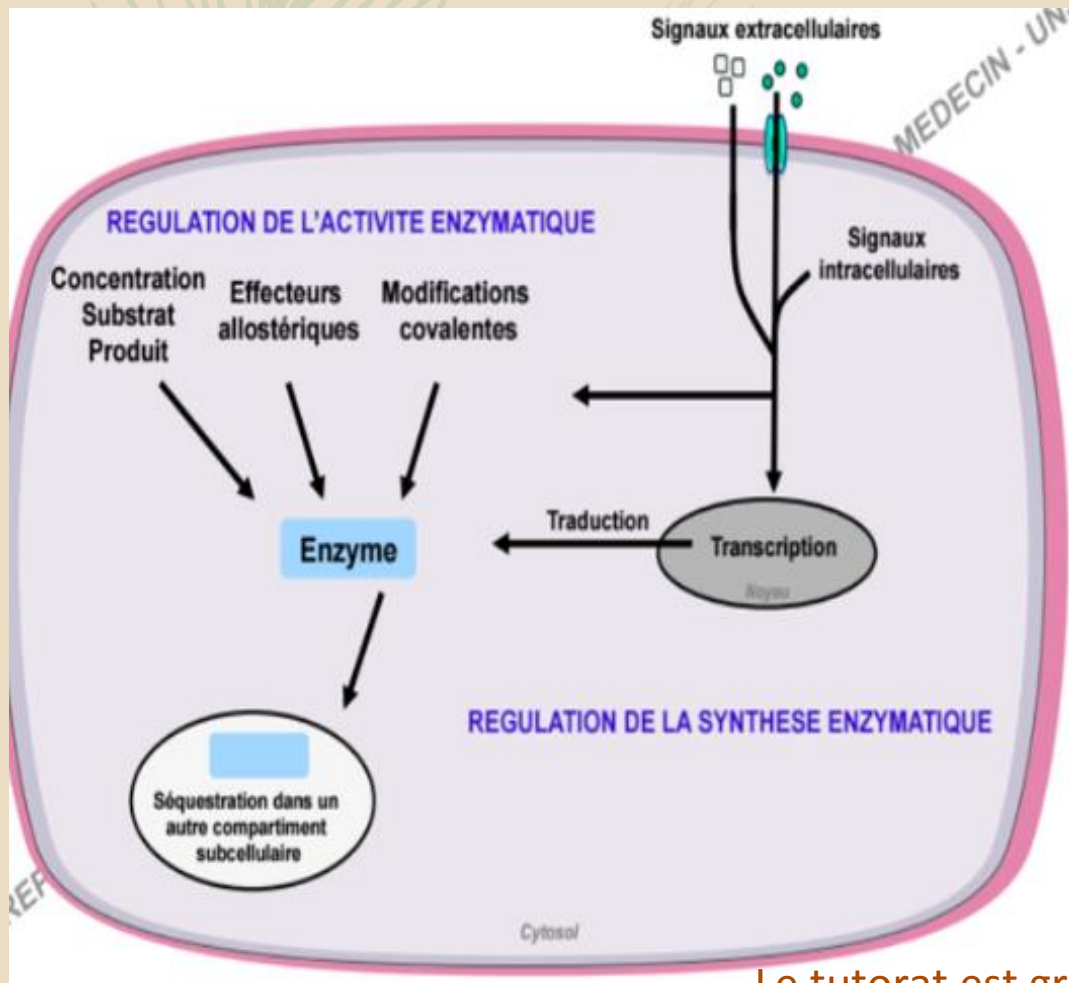 Signaux extracellulaires
MEDECIN - UN
REGULATION DE L'ACTIVITE ENZYMATIQUE
Concentration
Substrat
Produit
Effecteurs
allostériques
Modifications
covalentes
Signaux
intracellulaires
Enzyme
Traduction
Transcription
Noyau
REGULATION DE LA SYNTHESE ENZYMATIQUE
Séquestration dans un
autre compartiment
subcellulaire
REF
Cytosol
Le tutorat est gr